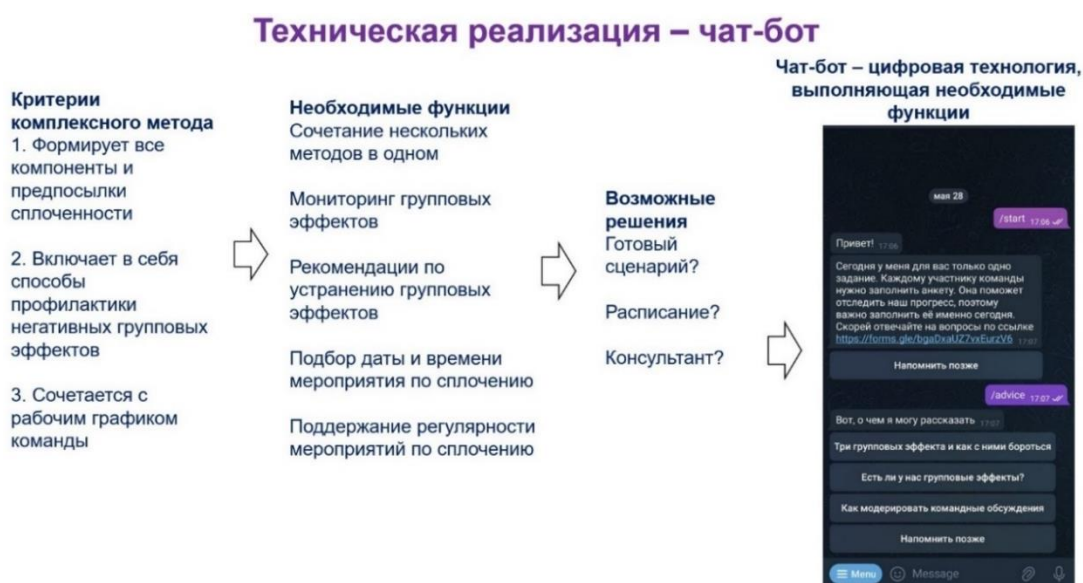 Техническая реализация – чат-бот
Критерии
комплексного метода
1. Формирует все
компоненты и
предпосылки
сплоченности
2. Включает в себя
способы
профилактики
негативных групповых
эффектов
3. Сочетается с
рабочим графиком
команды
Необходимые функции
Сочетание нескольких
методов в одном
Мониторинг групповых
эффектов
Рекомендации по
устранению групповых
эффектов
Подбор даты и времени
мероприятия по сплочению
Поддержание регулярности
мероприятий по сплочению
Возможные
решения
Готовый
сценарий?
Расписание?
Консультант?
Чат-бот – цифровая технология,
выполняющая необходимые
функции
мая 28
/start 17:06
Привет! 17:06
Сегодня у меня для вас только одно
задание. Каждому участнику команды
нужно заполнить анкету. Она поможет
отследить наш прогресс, поэтому
важно заполнить её именно сегодня.
Скорей отвечайте на вопросы по ссылке
https://forms.gle/bgaDxaUZ7vxEurzV6 17:07
Напомнить позже
/advice 17:07
Вот, о чем я могу рассказать 17:07
Три групповых эффекта и как с ними бороться
Есть ли у нас групповые эффекты?
Как модерировать командные обсуждения
Напомнить позже
Menu Message